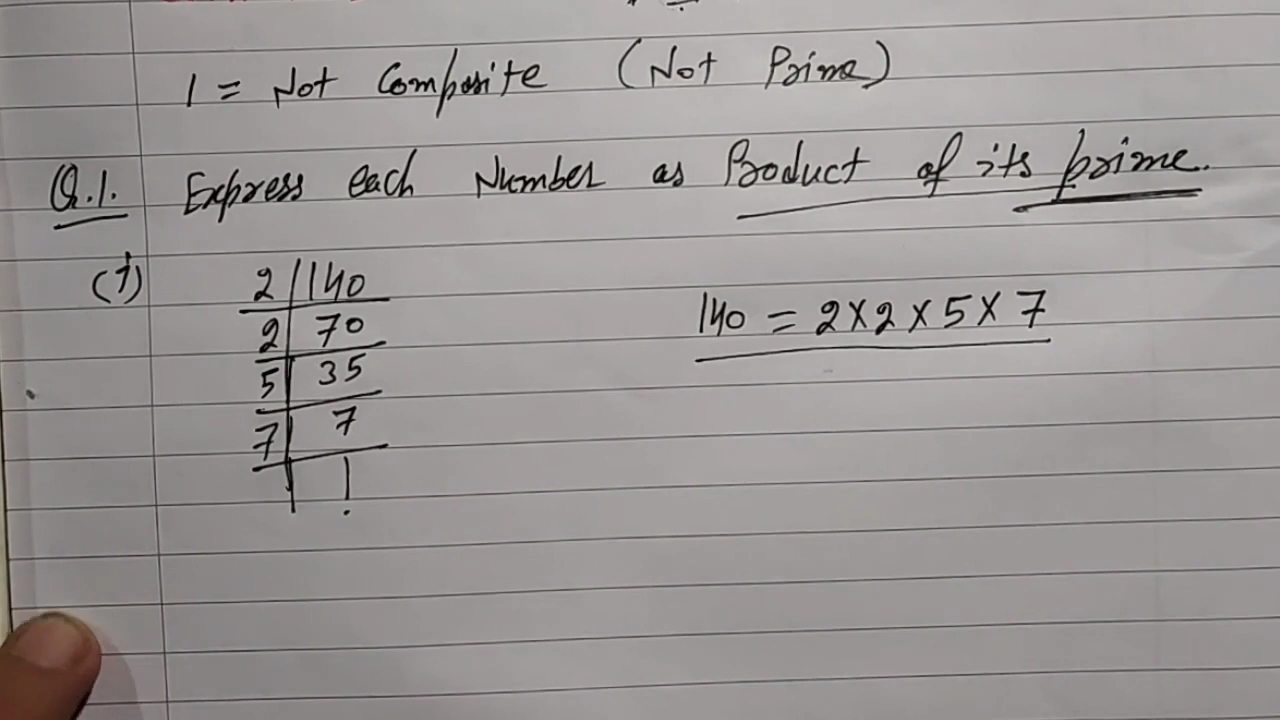 1 = Not Composite (Not Prime)
Q.1. Express each Number as Product of its prime.
(i) 2 | 140
2 | 70
5 | 35
7 | 7
1
140 = 2 × 2 × 5 × 7